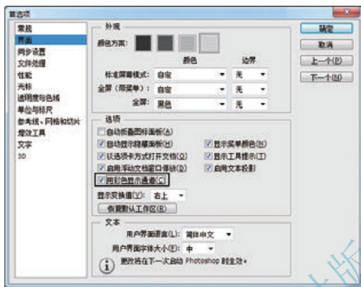 首选项
常规
界面
同步设置
文件处理
性能
光标
透明度与色域
单位与标尺
参考线、网格和切片
增效工具
文字
3D
外观
颜色方案:
颜色 边界
标准屏幕模式: 自定 无
全屏（带菜单）: 自定 无
全屏: 黑色 无
选项
自动折叠图标面板(A)
自动显示隐藏面板(H) 显示菜单颜色(M)
以选项卡方式打开文档(O) 显示工具提示(I)
启用浮动文档窗口停放(D) 启用文本投影
用彩色显示通道(C)
显示变换值(V): 右上
恢复默认工作区(R)
文本
用户界面语言(L): 简体中文
用户界面字体大小(F): 中
更改将在下一次启动 Photoshop 时生效。
确定
取消
上一个(P)
下一个(N)
版